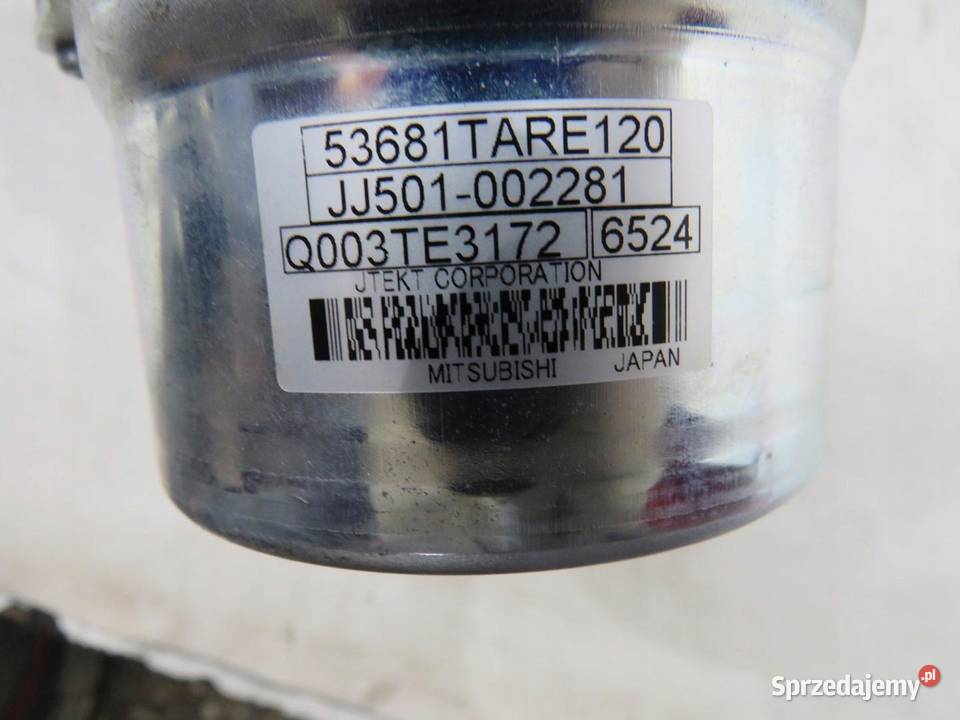 53681TARE120
JJ501-002281
Q003TE3172 6524
JTEKT CORPORATION
MITSUBISHI JAPAN
Sprzedajemy.pl